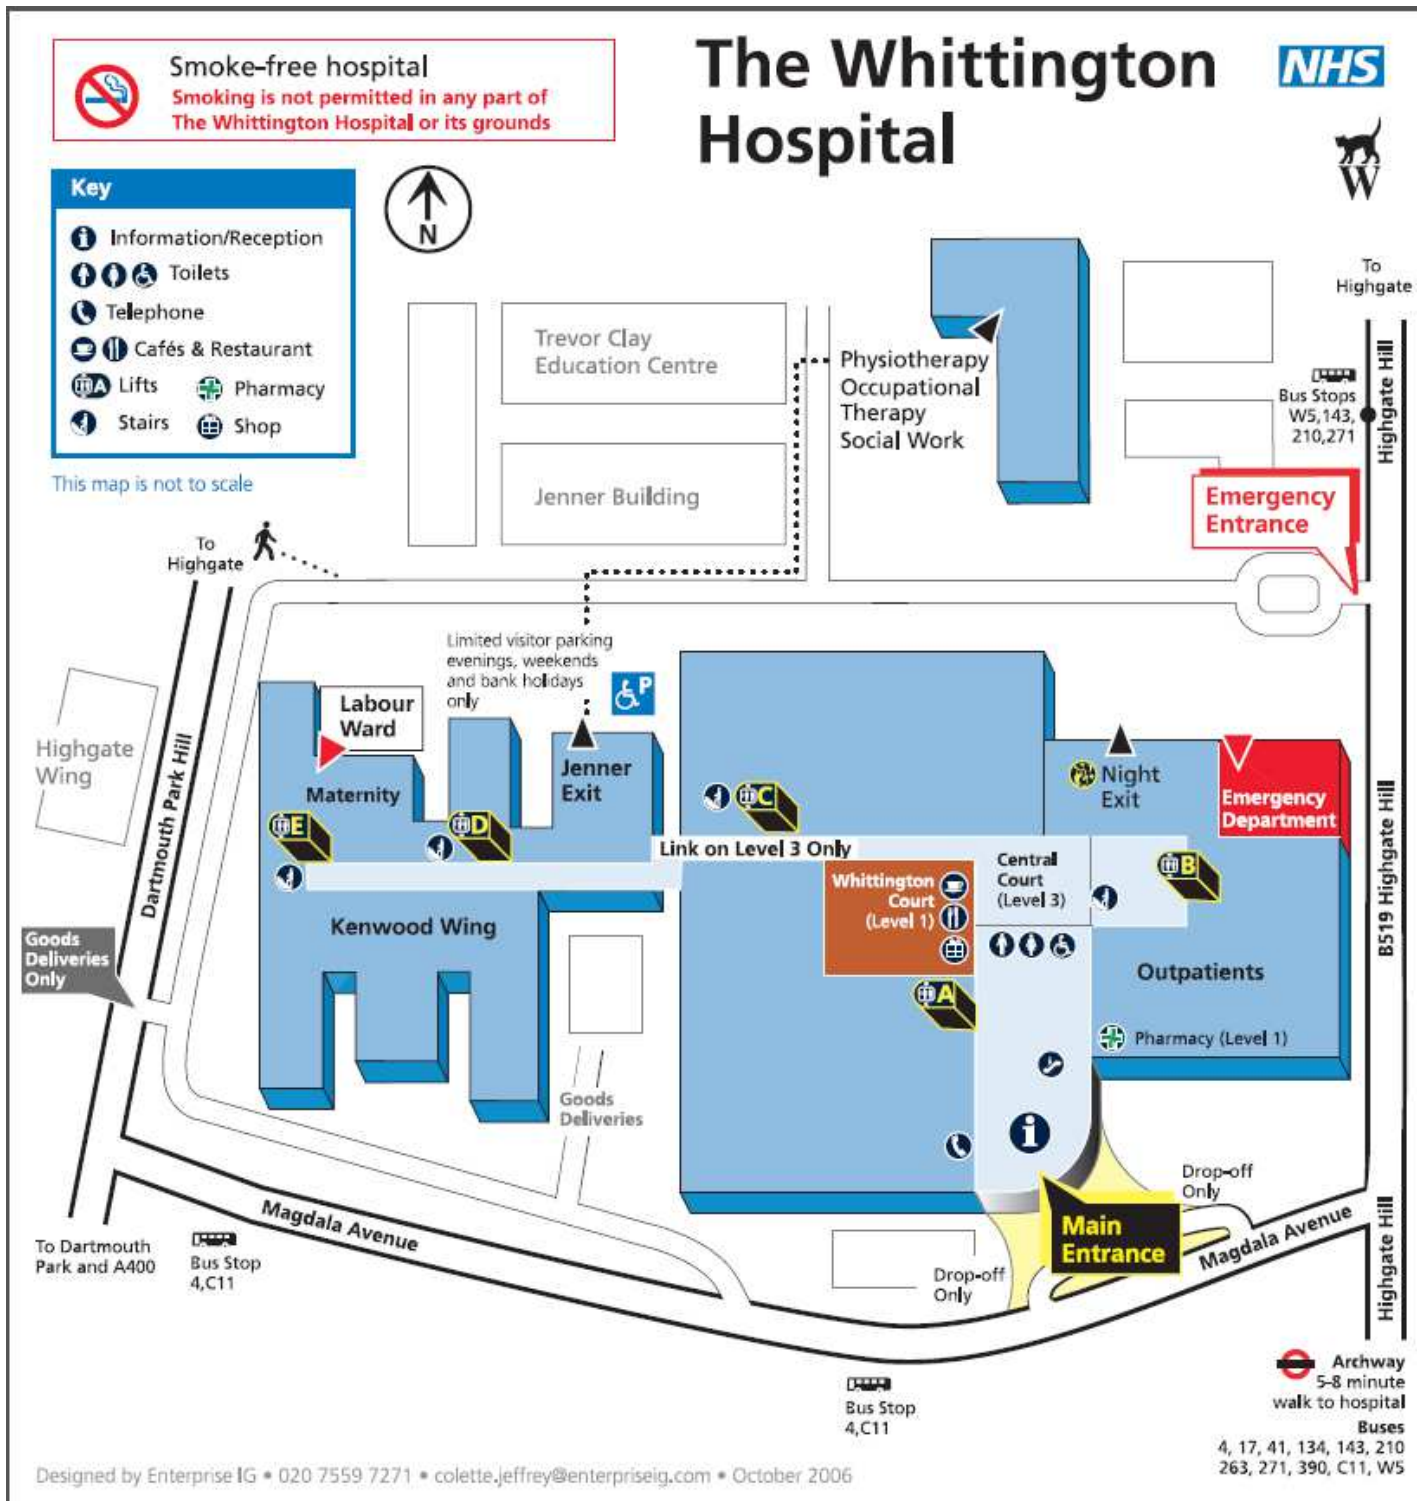 Smoke-free hospital
Smoking is not permitted in any part of
The Whittington Hospital or its grounds
The Whittington
Hospital
NHS
W
Key
Information/Reception
Toilets
Telephone
Cafés & Restaurant
A Lifts
Pharmacy
Stairs
Shop
This map is not to scale
N
To
Highgate
Trevor Clay
Education Centre
Jenner Building
Physiotherapy
Occupational
Therapy
Social Work
To
Highgate
Highgate Hill
Bus Stops
W5,143,
210,271
Emergency
Entrance
Limited visitor parking
evenings, weekends
and bank holidays
only
P
Highgate
Wing
Dartmouth Park Hill
Labour
Ward
Maternity
Jenner
Exit
E
D
C
Link on Level 3 Only
Kenwood Wing
Whittington
Court
(Level 1)
Central
Court
(Level 3)
Night
Exit
Emergency
Department
B
A
Outpatients
Pharmacy (Level 1)
B519 Highgate Hill
Goods
Deliveries
Only
Goods
Deliveries
Drop-off
Only
Main
Entrance
Drop-off
Only
Magdala Avenue
Magdala Avenue
Highgate Hill
To Dartmouth
Park and A400
Bus Stop
4,C11
Bus Stop
4,C11
Archway
5-8 minute
walk to hospital
Buses
4, 17, 41, 134, 143, 210
263, 271, 390, C11, W5
Designed by Enterprise IG • 020 7559 7271 • colette.jeffrey@enterpriseig.com • October 2006